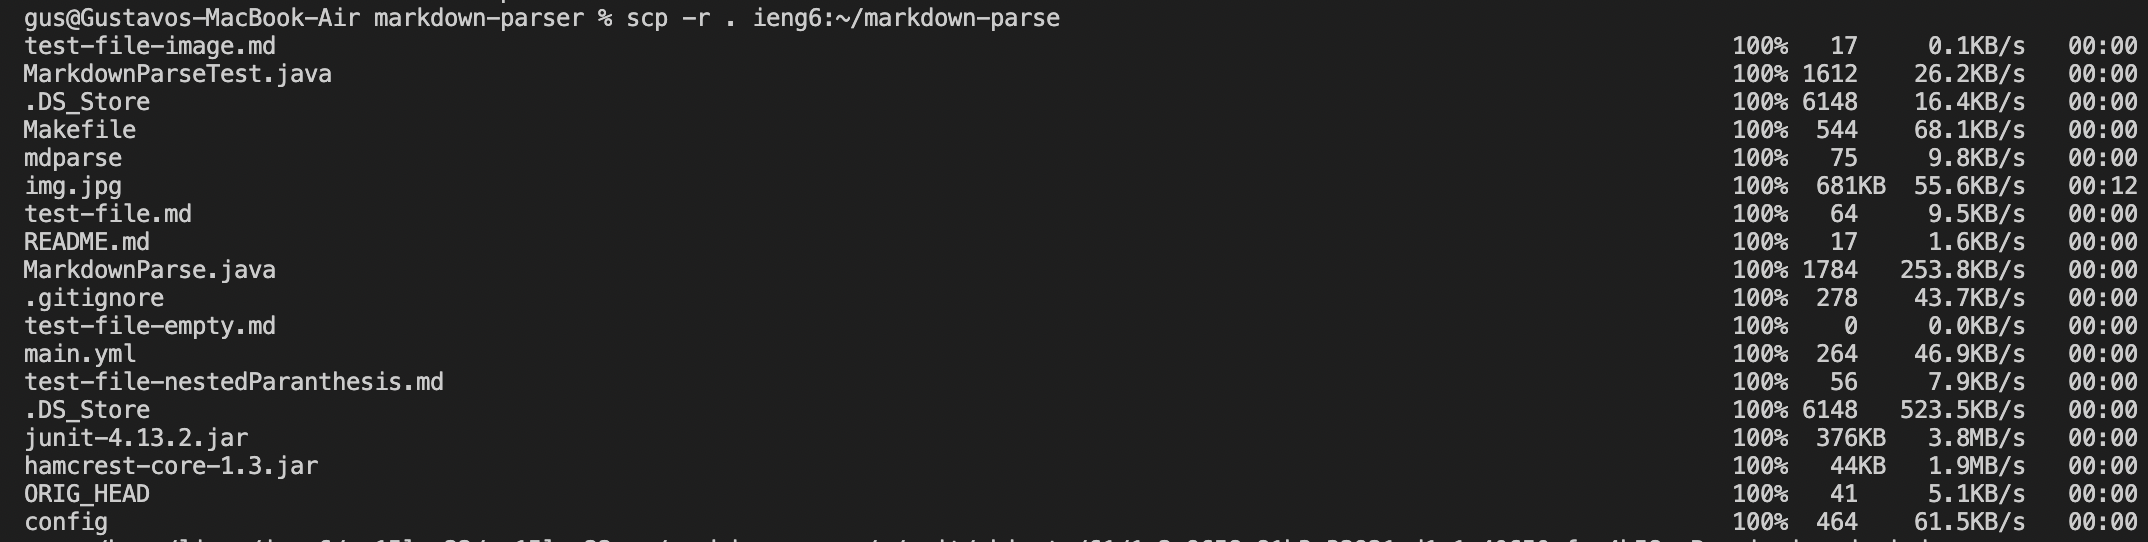 gus@Gustavos-MacBook-Air markdown-parser % scp -r . ieng6:~/markdown-parse
test-file-image.md 100% 17 0.1KB/s 00:00
MarkdownParseTest.java 100% 1612 26.2KB/s 00:00
.DS_Store 100% 6148 16.4KB/s 00:00
Makefile 100% 544 68.1KB/s 00:00
mdparse 100% 75 9.8KB/s 00:00
img.jpg 100% 681KB 55.6KB/s 00:12
test-file.md 100% 64 9.5KB/s 00:00
README.md 100% 17 1.6KB/s 00:00
MarkdownParse.java 100% 1784 253.8KB/s 00:00
.gitignore 100% 278 43.7KB/s 00:00
test-file-empty.md 100% 0 0.0KB/s 00:00
main.yml 100% 264 46.9KB/s 00:00
test-file-nestedParanthesis.md 100% 56 7.9KB/s 00:00
.DS_Store 100% 6148 523.5KB/s 00:00
junit-4.13.2.jar 100% 376KB 3.8MB/s 00:00
hamcrest-core-1.3.jar 100% 44KB 1.9MB/s 00:00
ORIG_HEAD 100% 41 5.1KB/s 00:00
config 100% 464 61.5KB/s 00:00